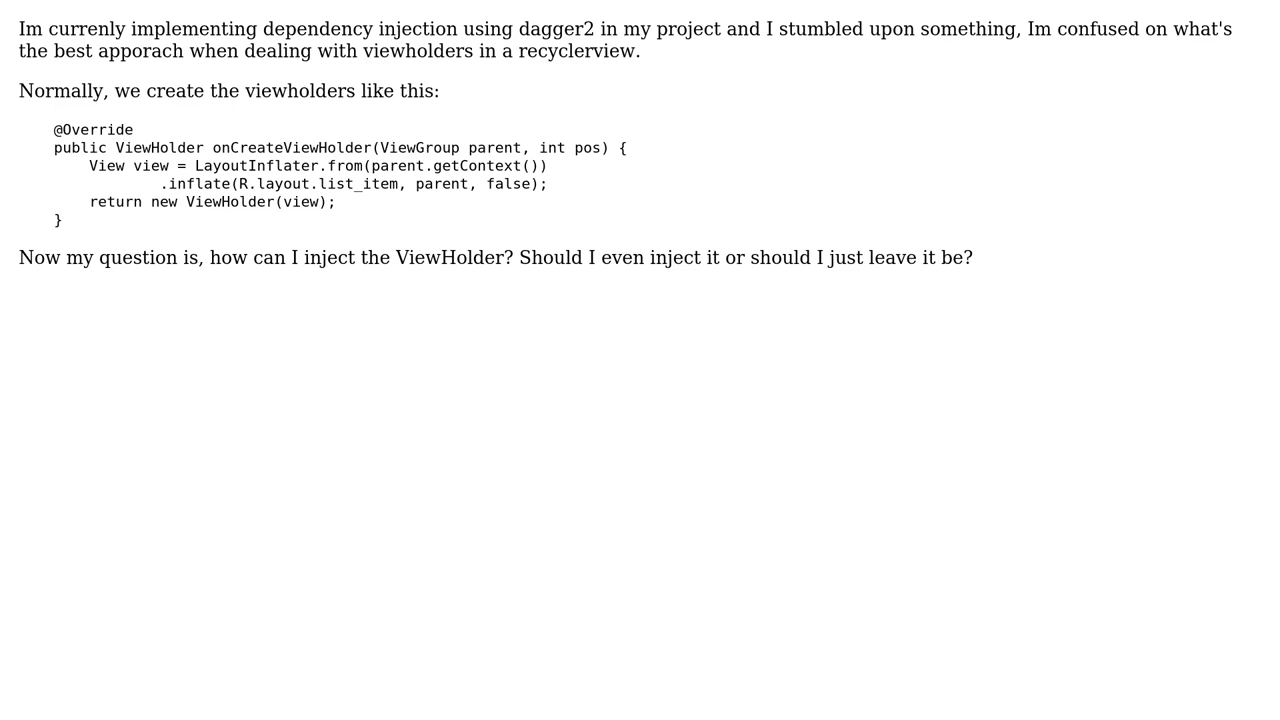 Im currenly implementing dependency injection using dagger2 in my project and I stumbled upon something, Im confused on what's
the best apporach when dealing with viewholders in a recyclerview.
Normally, we create the viewholders like this:
@Override
public ViewHolder onCreateViewHolder(ViewGroup parent, int pos) {
    View view = LayoutInflater.from(parent.getContext())
            .inflate(R.layout.list_item, parent, false);
    return new ViewHolder(view);
}
Now my question is, how can I inject the ViewHolder? Should I even inject it or should I just leave it be?